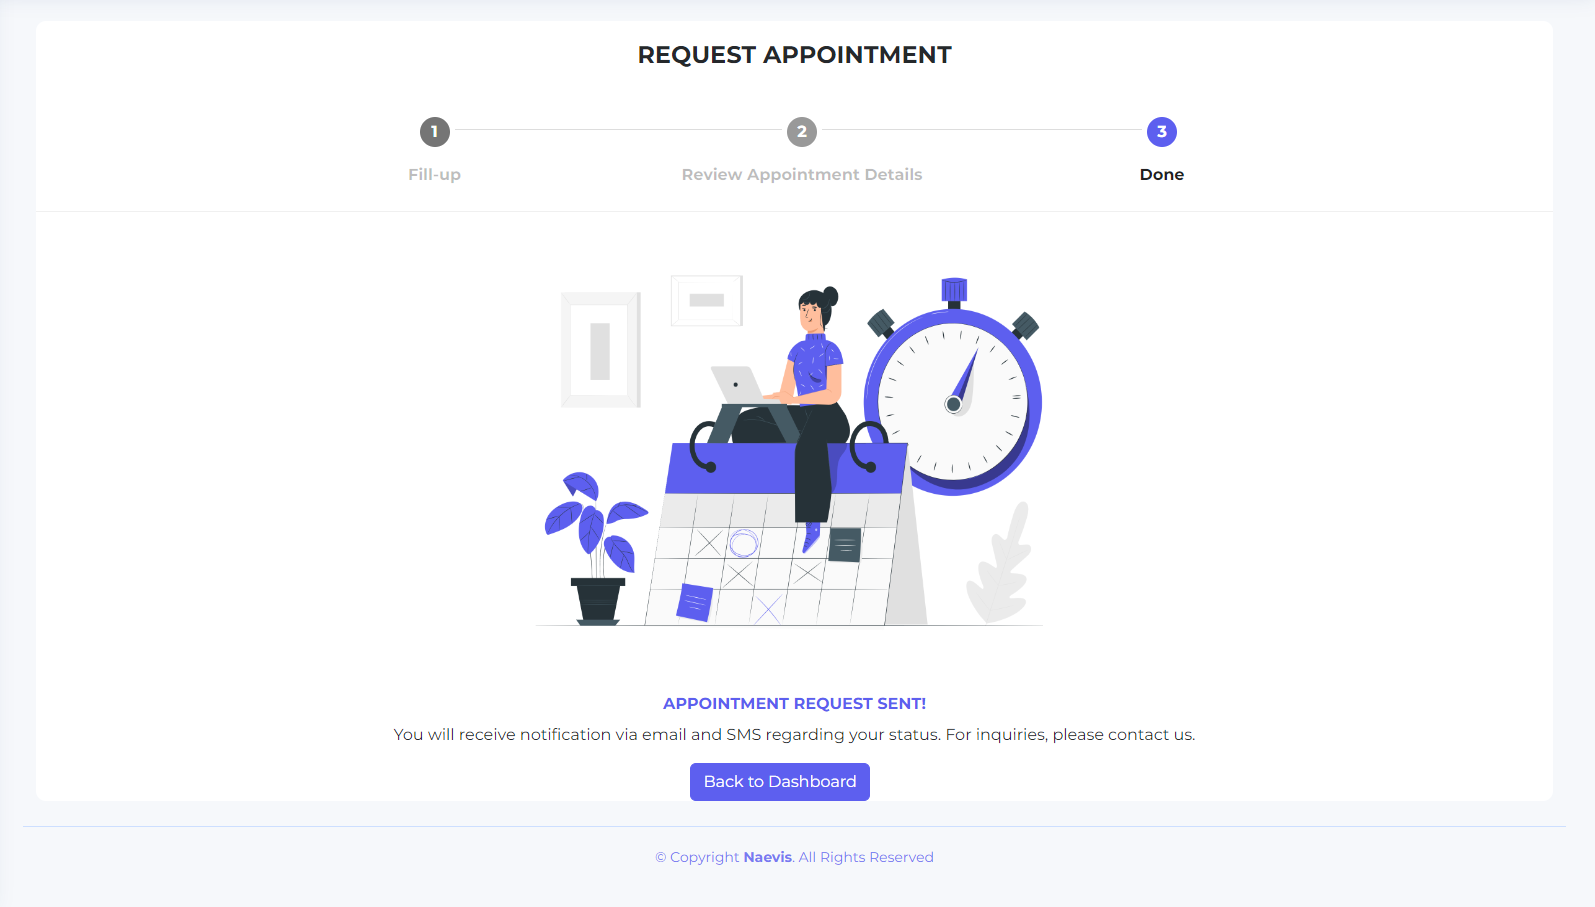 REQUEST APPOINTMENT
1
2
3
Fill-up
Review Appointment Details
Done
APPOINTMENT REQUEST SENT!
You will receive notification via email and SMS regarding your status. For inquiries, please contact us.
Back to Dashboard
© Copyright Naevis. All Rights Reserved